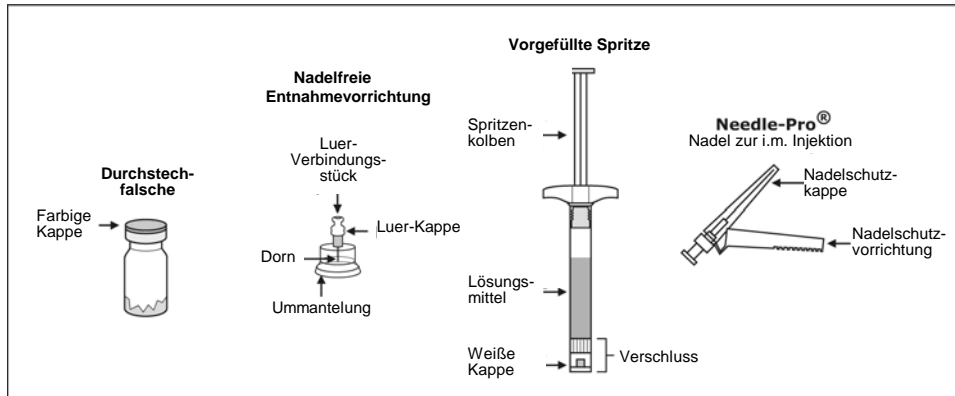 Vorgefüllte Spritze
Nadelfreie
Entnahmevorrichtung
Needle-Pro®
Nadel zur i.m. Injektion
Durchstech-
falsche
Farbige
Kappe
Luer-
Verbindungs-
stück
Luer-Kappe
Dorn
Ummantelung
Spritzen-
kolben
Lösungs-
mittel
Weiße
Kappe
Verschluss
Nadelschutz-
kappe
Nadelschutz-
vorrichtung